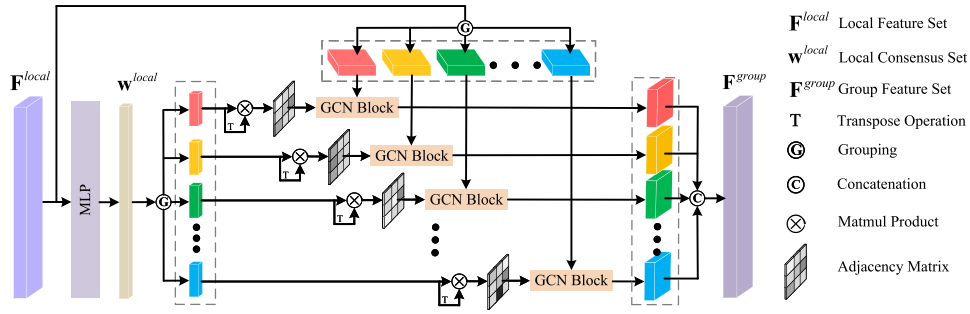 F^local
MLP
w^local
G
T
GCN Block
T
GCN Block
T
GCN Block
T
GCN Block
G
C
F^group
F^local Local Feature Set
w^local Local Consensus Set
F^group Group Feature Set
T Transpose Operation
G Grouping
C Concatenation
Matmul Product
Adjacency Matrix